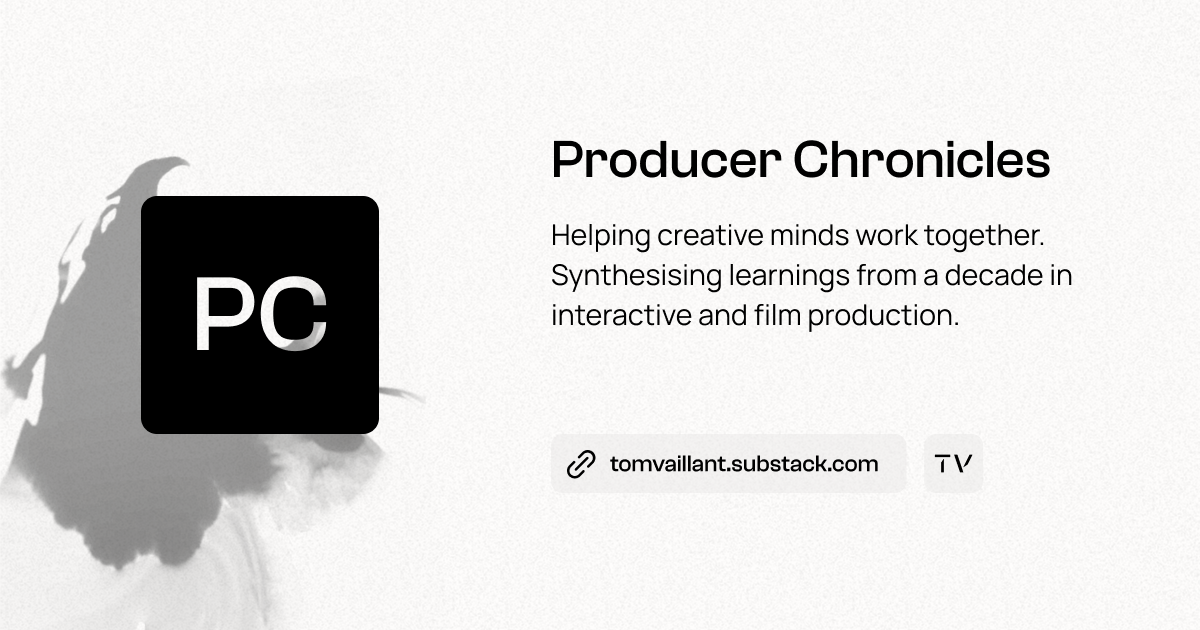 PC
Producer Chronicles
Helping creative minds work together.
Synthesising learnings from a decade in
interactive and film production.
tomvaillant.substack.com
TV